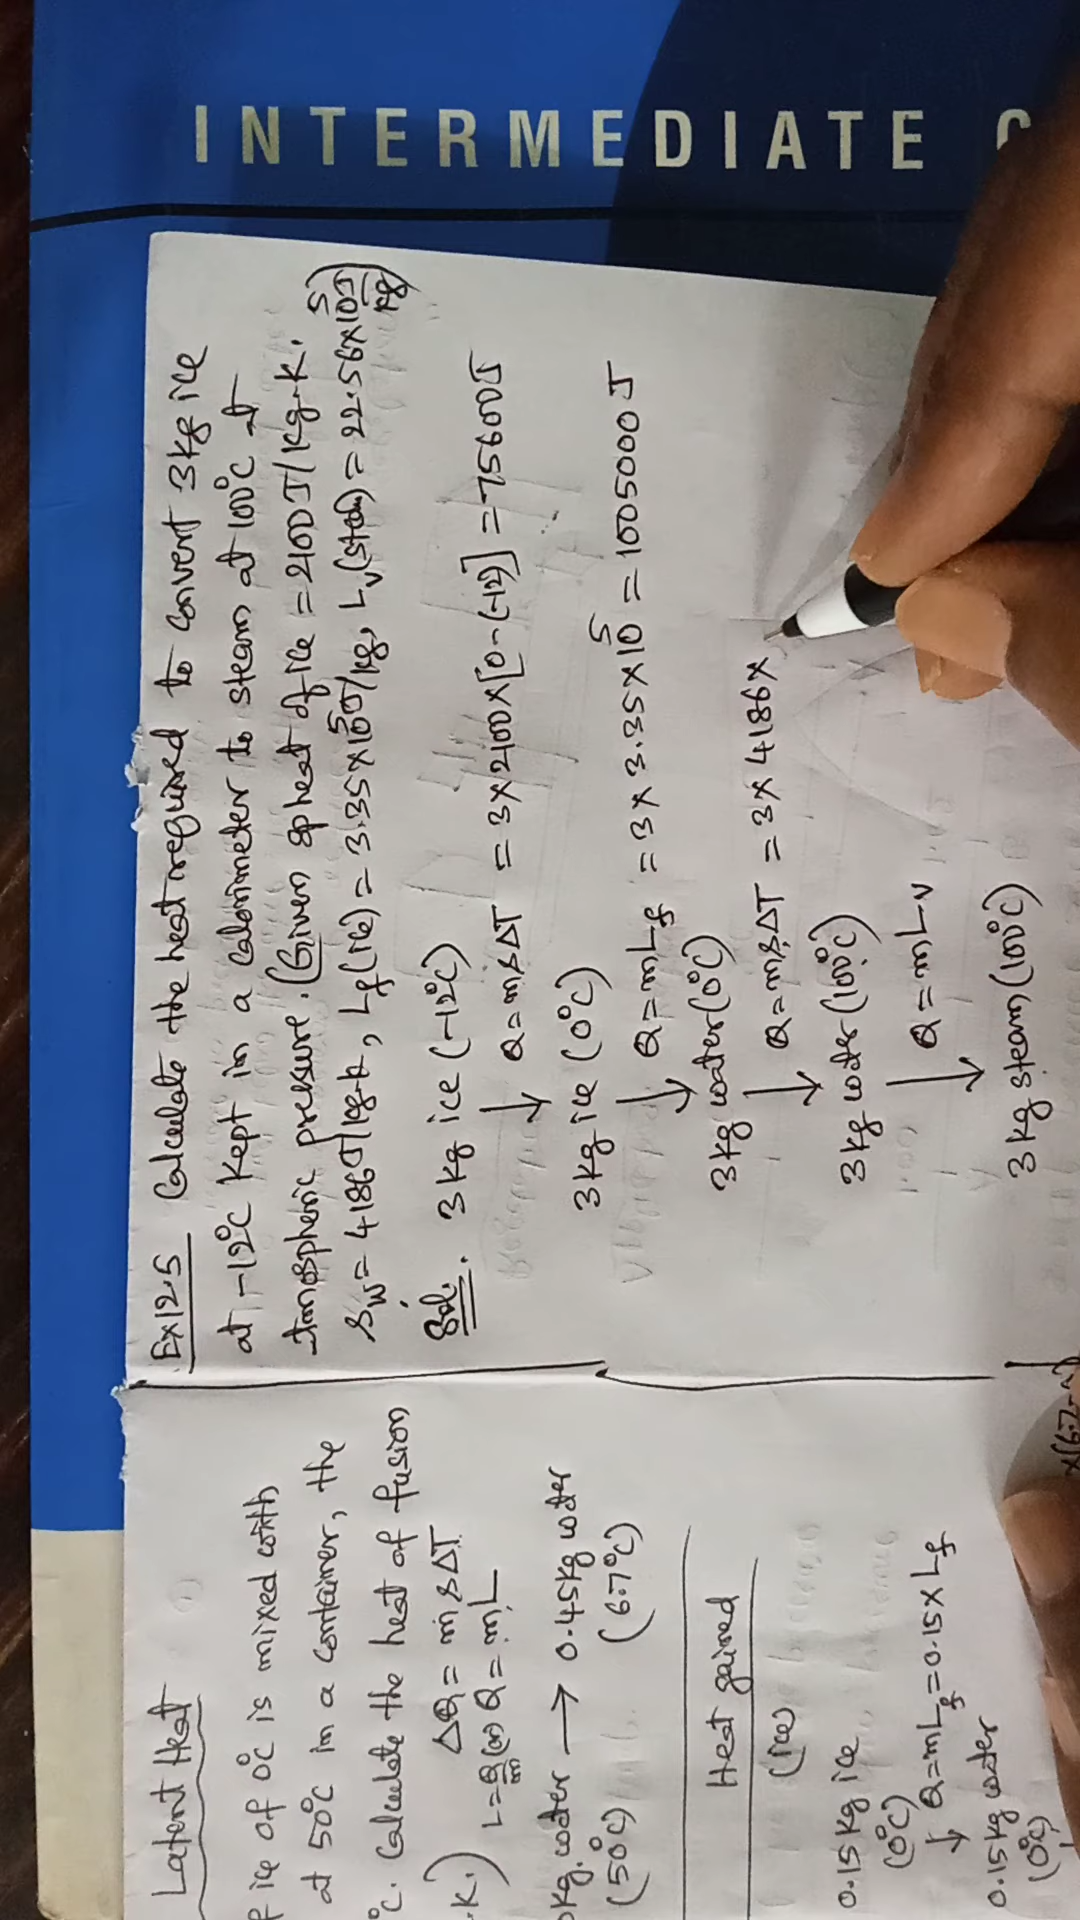 INTERMEDIATE
Ex 12.5 Calculate the heat required to convert 3kg ice
at -12°C kept in a calorimeter to steam at 100°C at
atmospheric pressure. (Given sp heat of ice = 2100 J/kg-K.
Sw = 4186 J/kg-K, Lf (ice) = 3.35×10⁵ J/kg, Lv (steam) = 22.56×10⁵ J/kg)
Sol. 3kg ice (-12°C)
↓ Q = msΔT = 3×2100×[0-(-12)] = 75600J
3kg ice (0°C)
↓ Q = mLf = 3×3.35×10⁵ = 1005000 J
3kg water (0°C)
↓ Q = msΔT = 3×4186×
3kg water (100°C)
↓ Q = mLv
3kg steam (100°C)
Latent Heat
ice of 0°C is mixed with
at 50°C in a container, the
°C. Calculate the heat of fusion
ΔQ = msΔT
K.) L = Q/m (or) Q = mL
kg. water → 0.45kg water
(50°C) (6.7°C)
Heat gained
(ice)
0.15kg ice
(0°C)
↓ Q = mLf = 0.15×Lf
0.15kg water
(0°C)